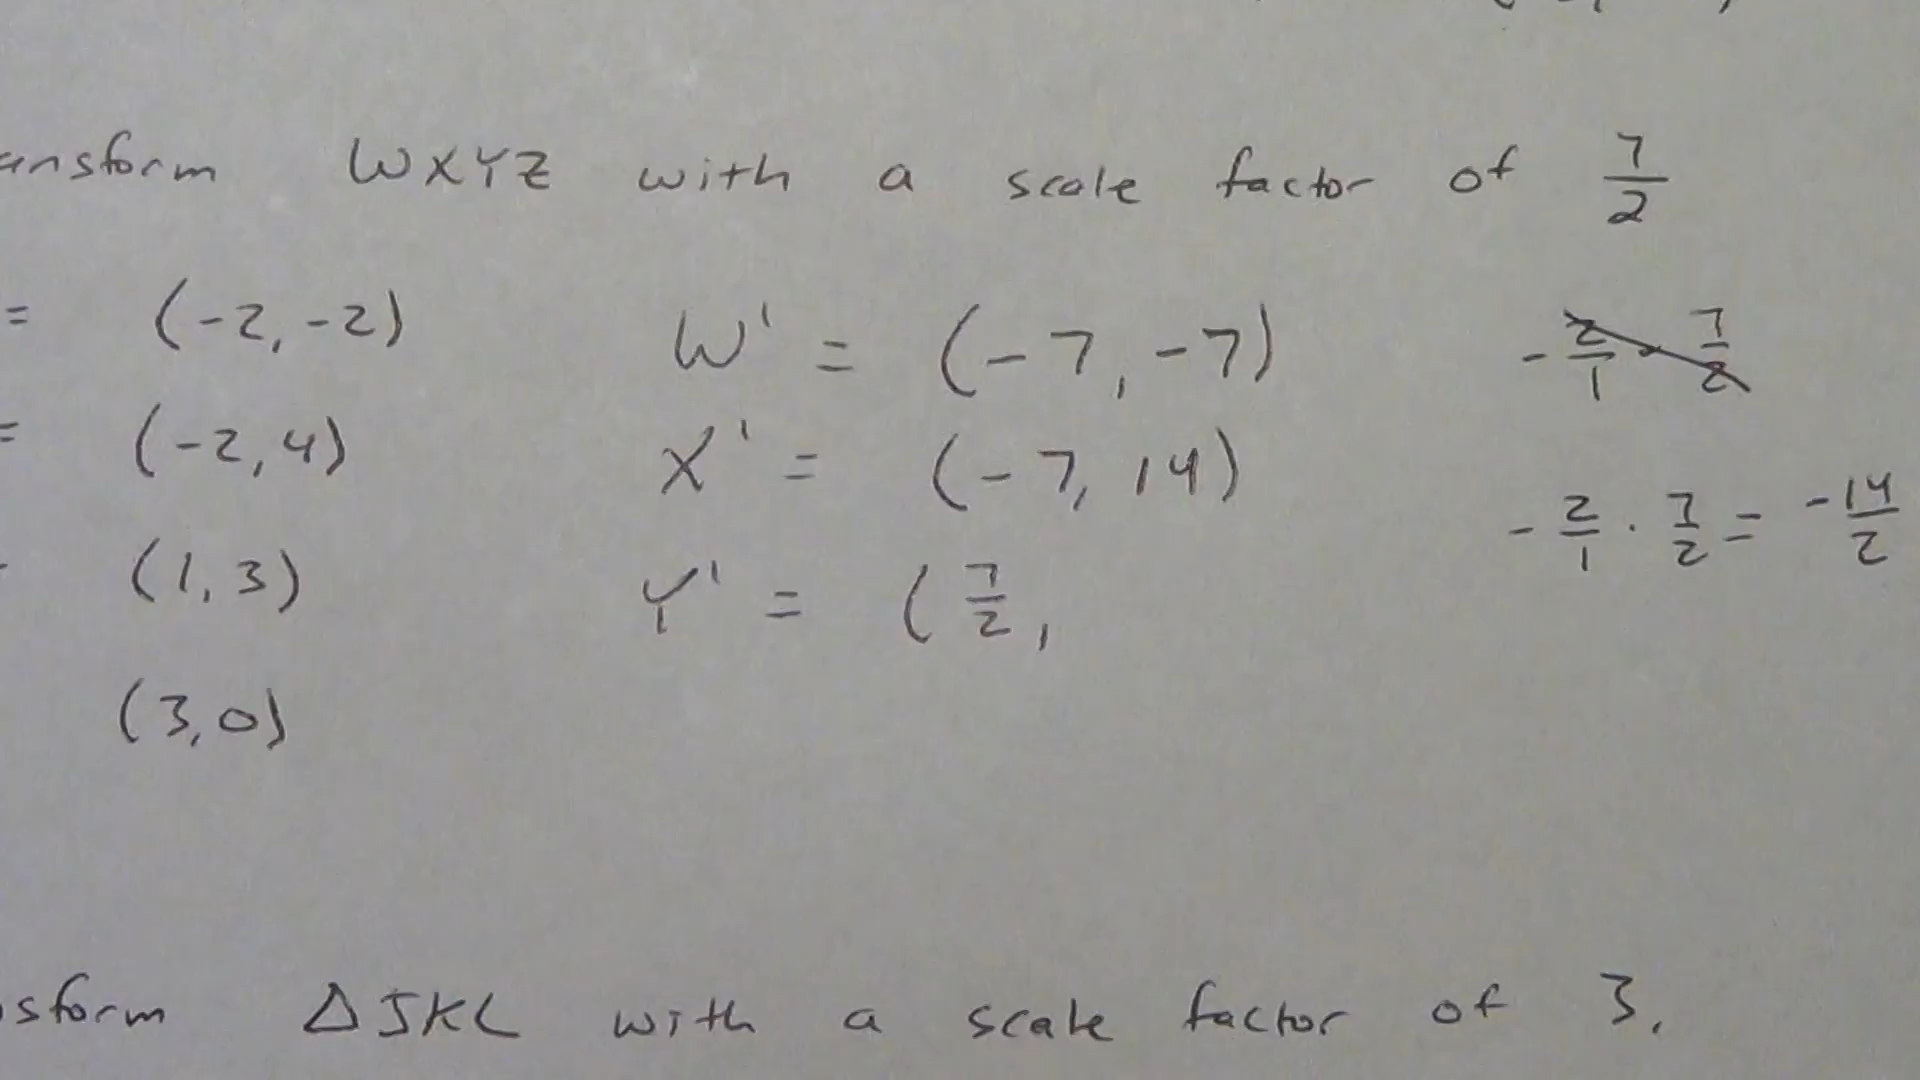 ansform WXYZ with a scale factor of 7/2
= (-2, -2) W' = (-7, -7) -2/1 · 7/2
= (-2, 4) X' = (-7, 14) -2/1 · 7/2 = -14/2
(1, 3) Y' = (7/2,
(3, 0)
sform △JKL with a scale factor of 3.